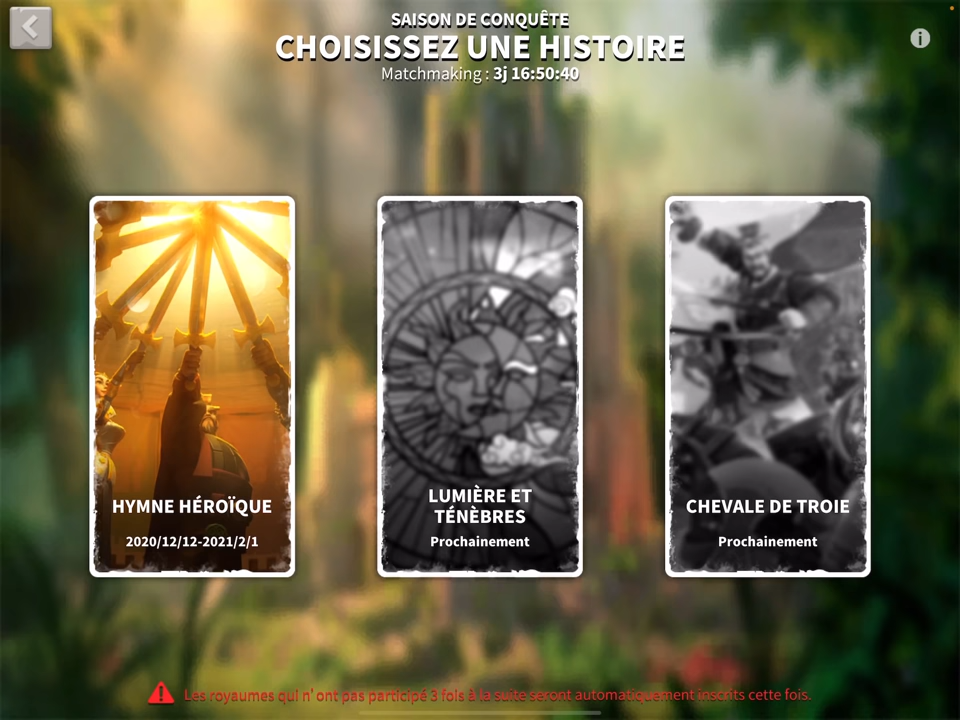 SAISON DE CONQUÊTE
CHOISISSEZ UNE HISTOIRE
Matchmaking : 3j 16:50:40
HYMNE HÉROÏQUE
2020/12/12-2021/2/1
LUMIÈRE ET
TÉNÈBRES
Prochainement
CHEVALE DE TROIE
Prochainement
Les royaumes qui n' ont pas participé 3 fois à la suite seront automatiquement inscrits cette fois.